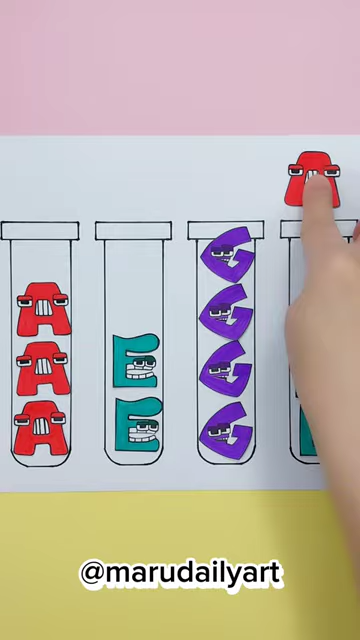 A
G
A G
A E G
A E G
@marudailyart